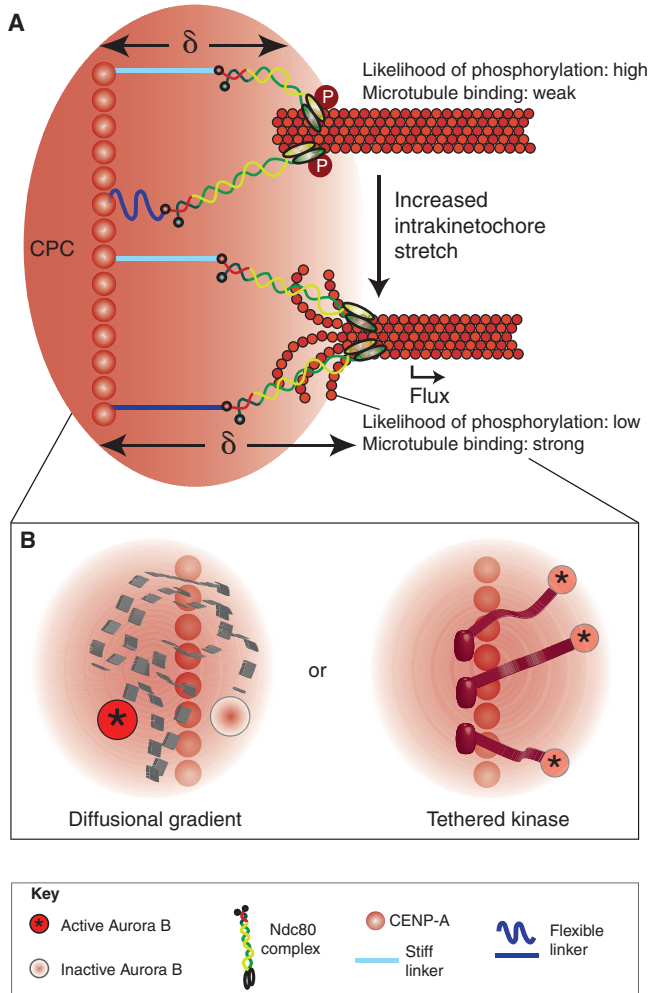 A
δ
P
Likelihood of phosphorylation: high
Microtubule binding: weak
P
Increased
intrakinetochore
stretch
CPC
Flux
Likelihood of phosphorylation: low
Microtubule binding: strong
δ
B
*
*
*
*
or
Diffusional gradient
Tethered kinase
Key
* Active Aurora B
Inactive Aurora B
Ndc80
complex
CENP-A
Stiff
linker
Flexible
linker